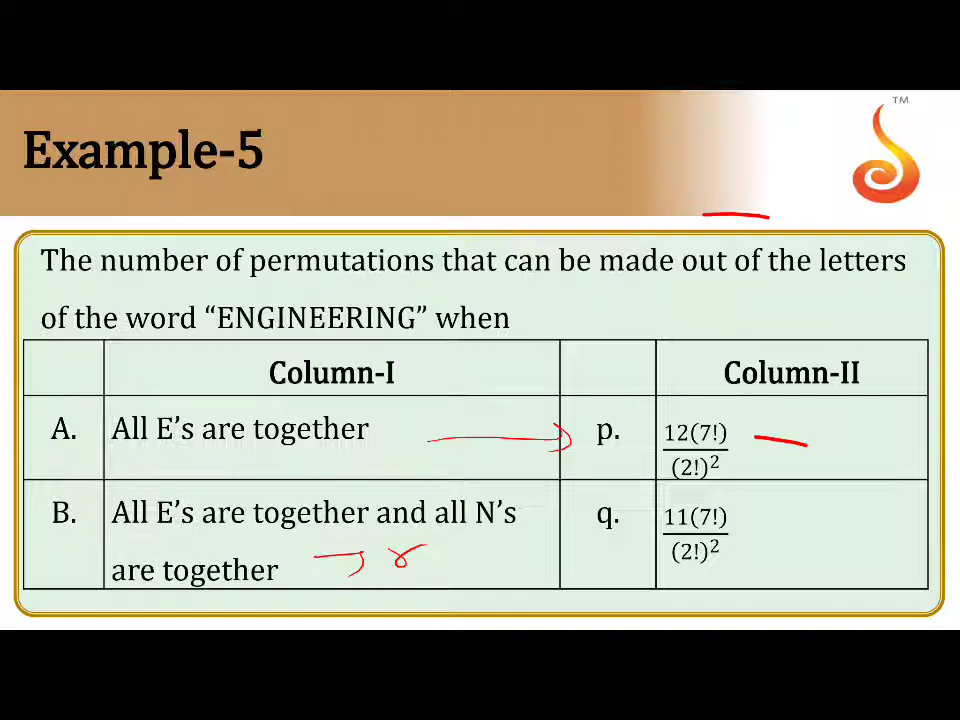 TM
Example-5
The number of permutations that can be made out of the letters
of the word “ENGINEERING” when
Column-I Column-II
A. All E’s are together p. 12(7!)/(2!)²
B. All E’s are together and all N’s q. 11(7!)/(2!)²
are together